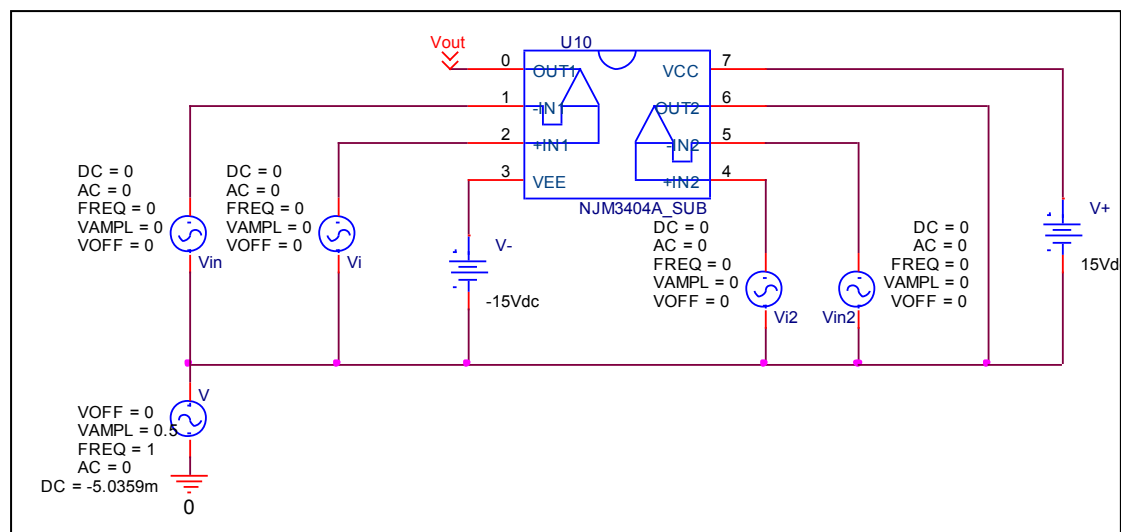 Vout
U10
0
OUT1
VCC
7
1
-IN1
OUT2
6
2
+IN1
-IN2
5
3
VEE
+IN2
4
NJM3404A_SUB
DC = 0
AC = 0
FREQ = 0
VAMPL = 0
VOFF = 0
Vin
DC = 0
AC = 0
FREQ = 0
VAMPL = 0
VOFF = 0
Vi
V-
-15Vdc
DC = 0
AC = 0
FREQ = 0
VAMPL = 0
VOFF = 0
Vi2
DC = 0
AC = 0
FREQ = 0
VAMPL = 0
VOFF = 0
Vin2
V+
15Vd
V
VOFF = 0
VAMPL = 0.5
FREQ = 1
AC = 0
DC = -5.0359m
0